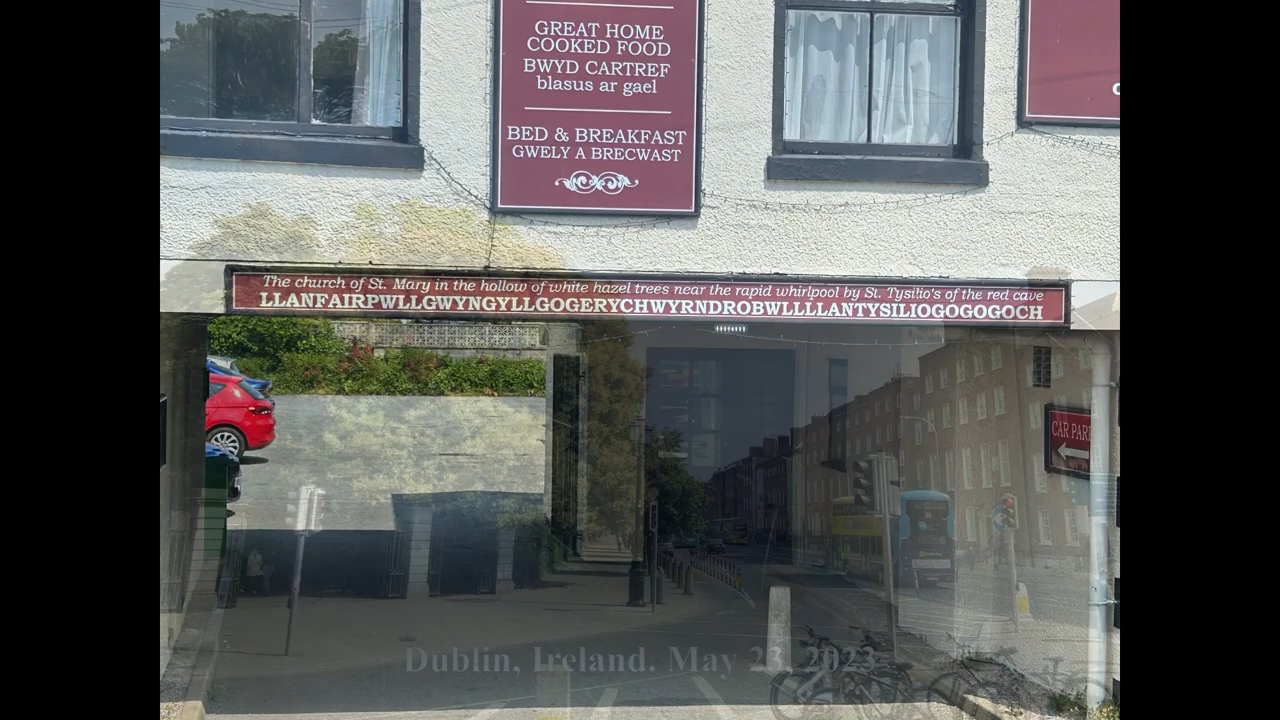 GREAT HOME
COOKED FOOD
BWYD CARTREF
blasus ar gael
BED & BREAKFAST
GWELY A BRECWAST
The church of St. Mary in the hollow of white hazel trees near the rapid whirlpool by St. Tysilio's of the red cave
LLANFAIRPWLLGWYNGYLLGOGERYCHWYRNDROBWLLLLANTYSILIOGOGOGOCH
CAR PARK
Dublin, Ireland. May 23, 2023